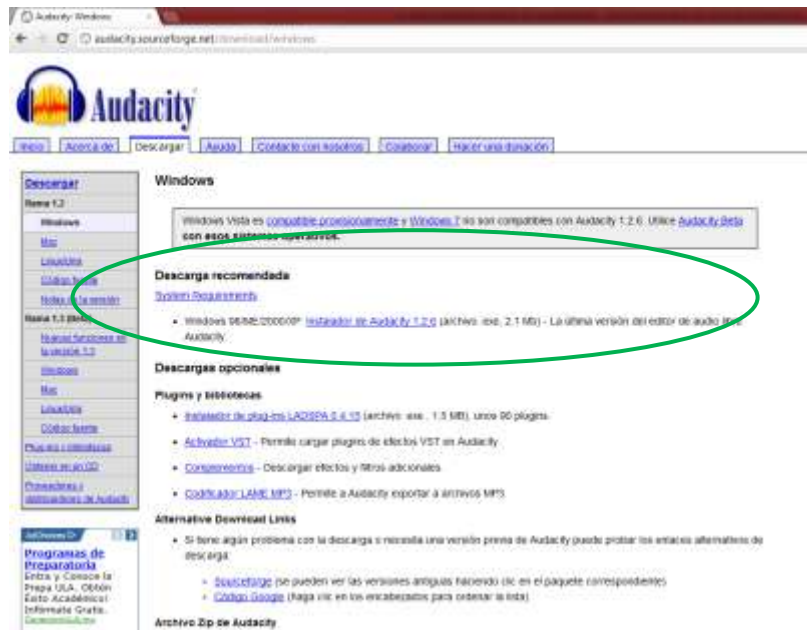 Audacity: Windows
audacity.sourceforge.net/download/windows
Audacity
Inicio Acerca de Descargar Ayuda Contacte con nosotros Colaborar Hacer una donación
Descargar
Rama 1.2
Windows
Mac
Linux/Unix
Código fuente
Notas de la versión
Rama 1.3 (Beta)
Nuevas funciones en
la versión 1.3
Windows
Mac
Linux/Unix
Código fuente
Plug-ins y bibliotecas
Obtener en un CD
Proveedores y
distribuidores de Audacity
Programas de
Preparatoria
Entra y Conoce la
Prepa ULA. Obtén
Éxito Académico!
Infórmate Gratis.
Windows
Windows Vista es compatible provisionalmente y Windows 7 no son compatibles con Audacity 1.2.6. Utilice Audacity Beta
con esos sistemas operativos.
Descarga recomendada
System Requirements
• Windows 98/ME/2000/XP: Instalador de Audacity 1.2.6 (archivo .exe, 2.1 Mb) - La última versión del editor de audio libre
Audacity.
Descargas opcionales
Plugins y bibliotecas
• Instalador de plug-ins LADSPA 0.4.15 (archivo .exe, 1.5 MB), unos 90 plugins.
• Activador VST - Permite cargar plugins de efectos VST en Audacity.
• Complementos - Descargar efectos y filtros adicionales.
• Codificador LAME MP3 - Permite a Audacity exportar a archivos MP3.
Alternative Download Links
• Si tiene algún problema con la descarga o necesita una versión previa de Audacity puede probar los enlaces alternativos de
descarga:
◦ Sourceforge (se pueden ver las versiones antiguas haciendo clic en el paquete correspondiente)
◦ Código Google (haga clic en los encabezados para ordenar la lista)
Archivo Zip de Audacity